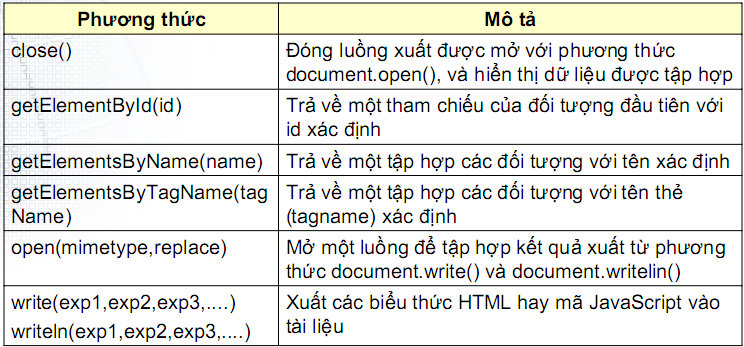 Phương thức
Mô tả
close()
Đóng luồng xuất được mở với phương thức
document.open(), và hiển thị dữ liệu được tập hợp
getElementById(id)
Trả về một tham chiếu của đối tượng đầu tiên với
id xác định
getElementsByName(name)
Trả về một tập hợp các đối tượng với tên xác định
getElementsByTagName(tag
Name)
Trả về một tập hợp các đối tượng với tên thẻ
(tagname) xác định
open(mimetype,replace)
Mở một luồng để tập hợp kết quả xuất từ phương
thức document.write() và document.writelin()
write(exp1,exp2,exp3,....)
writeln(exp1,exp2,exp3,....)
Xuất các biểu thức HTML hay mã JavaScript vào
tài liệu